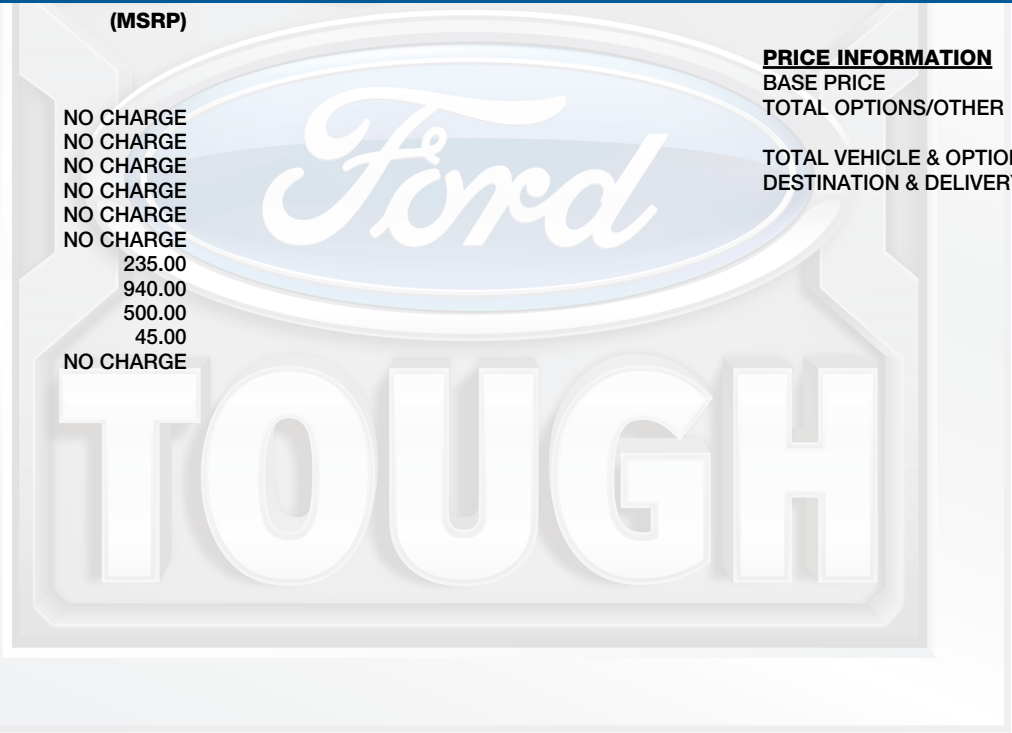 (MSRP)
NO CHARGE
NO CHARGE
NO CHARGE
NO CHARGE
NO CHARGE
NO CHARGE
235.00
940.00
500.00
45.00
NO CHARGE
PRICE INFORMATION
BASE PRICE
TOTAL OPTIONS/OTHER
TOTAL VEHICLE & OPTION
DESTINATION & DELIVERY
Ford
TOUGH